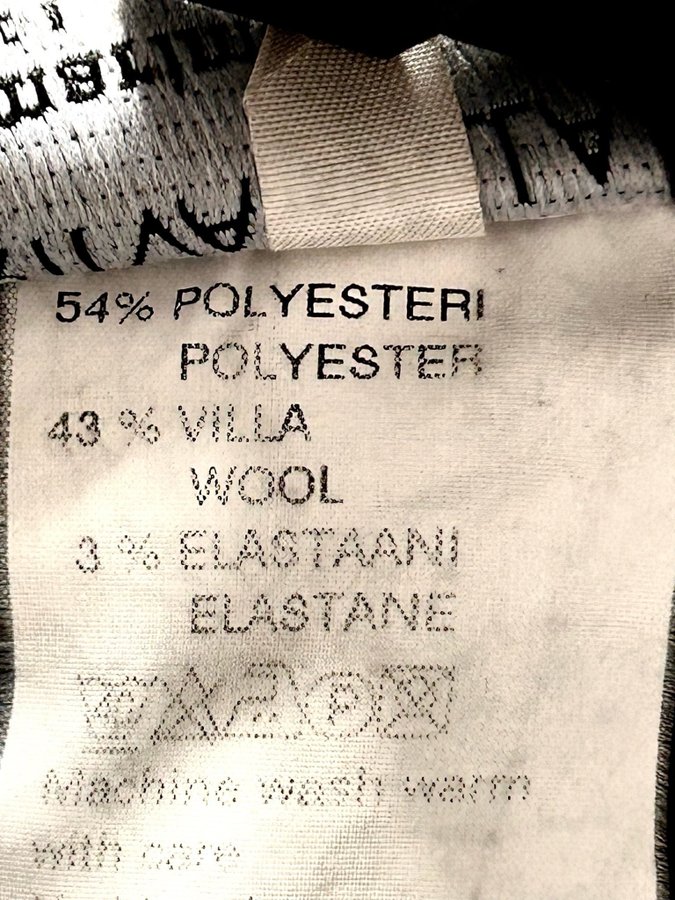 54% POLYESTERI
POLYESTER
43 % VILLA
WOOL
3 % ELASTAANI
ELASTANE
Machine wash warm
with care